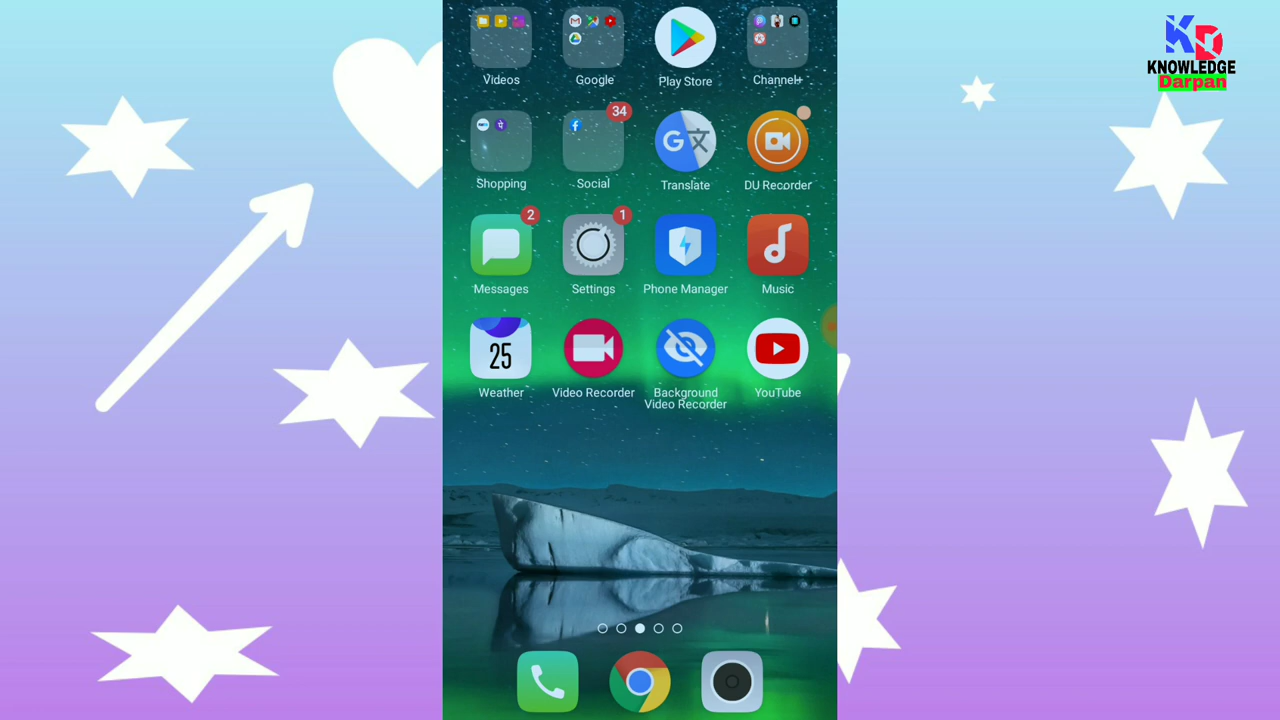 KD
KNOWLEDGE
Darpan
Videos
Google
Play Store
Channel+
34
Shopping
Social
Translate
DU Recorder
2
1
Messages
Settings
Phone Manager
Music
25
Weather
Video Recorder
Background
Video Recorder
YouTube